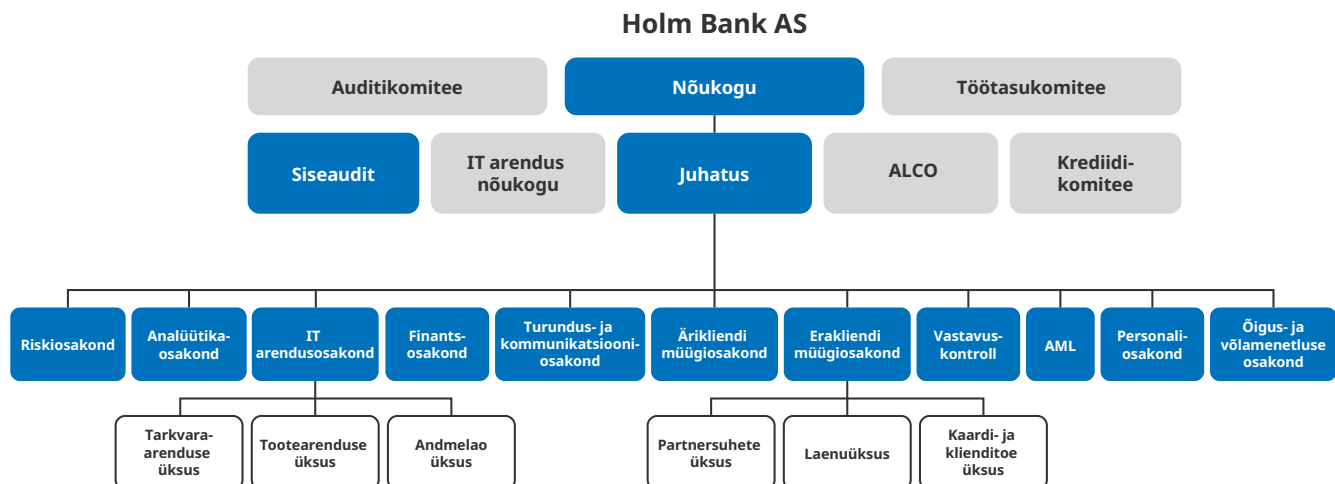 Holm Bank AS
Auditikomitee
Nõukogu
Töötasukomitee
Siseaudit
IT arendus
nõukogu
Juhatus
ALCO
Krediidi-
komitee
Riskiosakond
Analüütika-
osakond
IT
arendusosakond
Finants-
osakond
Turundus- ja
kommunikatsiooni-
osakond
Ärikliendi
müügiosakond
Erakliendi
müügiosakond
Vastavus-
kontroll
AML
Personali-
osakond
Õigus- ja
võlamenetluse
osakond
Tarkvara-
arenduse
üksus
Tootearenduse
üksus
Andmelao
üksus
Partnersuhete
üksus
Laenuüksus
Kaardi- ja
klienditoe
üksus